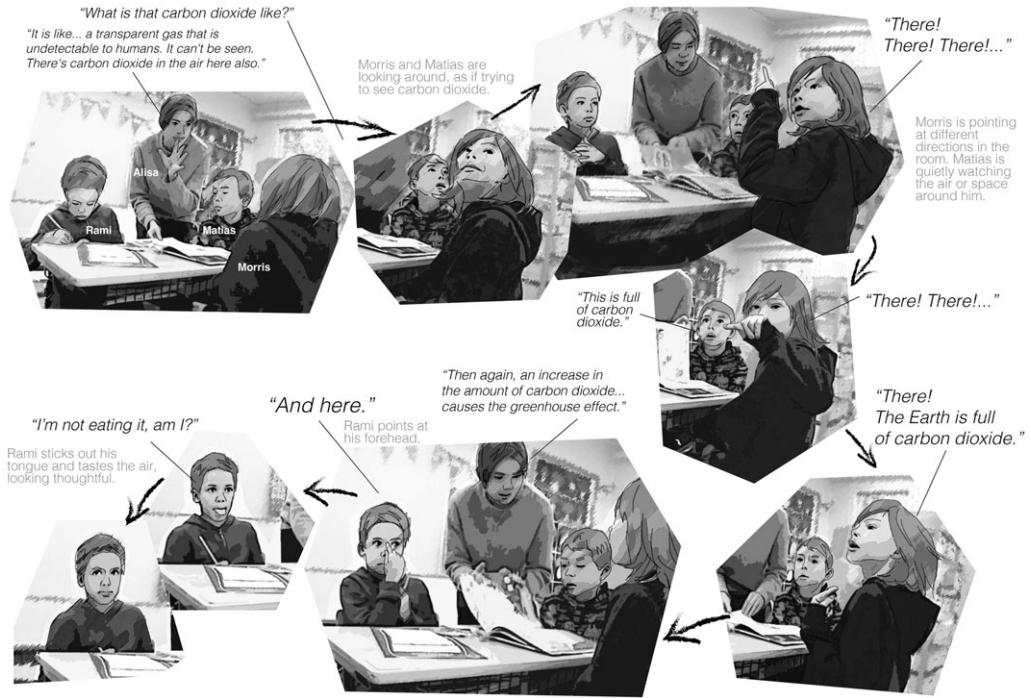 "What is that carbon dioxide like?"
"It is like... a transparent gas that is
undetectable to humans. It can't be seen.
There's carbon dioxide in the air here also."
Alisa
Rami
Matias
Morris
Morris and Matias are
looking around, as if trying
to see carbon dioxide.
"There!
There! There!..."
Morris is pointing
at different
directions in the
room. Matias is
quietly watching
the air or space
around him.
"This is full
of carbon
dioxide."
"There! There!..."
"There!
The Earth is full
of carbon dioxide."
"Then again, an increase in
the amount of carbon dioxide...
causes the greenhouse effect."
"And here."
Rami points at
his forehead.
"I'm not eating it, am I?"
Rami sticks out his
tongue and tastes the air,
looking thoughtful.